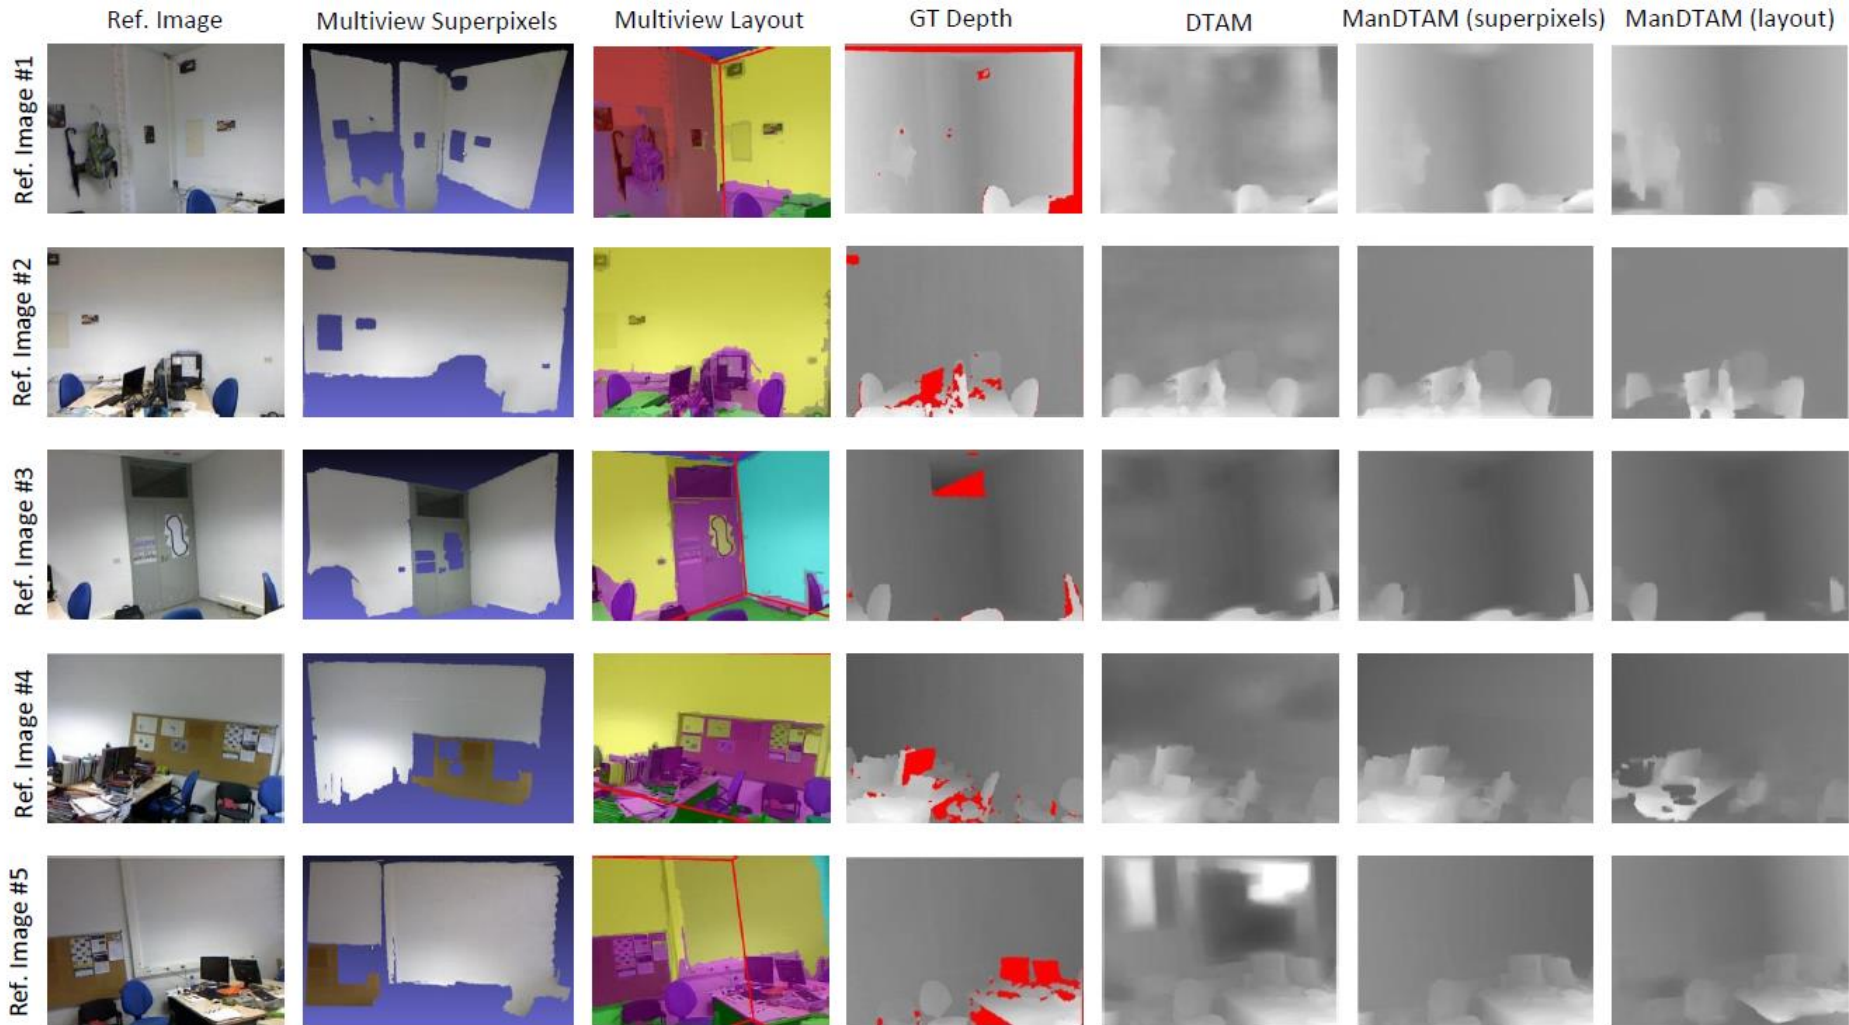 Ref. Image
Multiview Superpixels
Multiview Layout
GT Depth
DTAM
ManDTAM (superpixels)
ManDTAM (layout)
Ref. Image #1
Ref. Image #2
Ref. Image #3
Ref. Image #4
Ref. Image #5